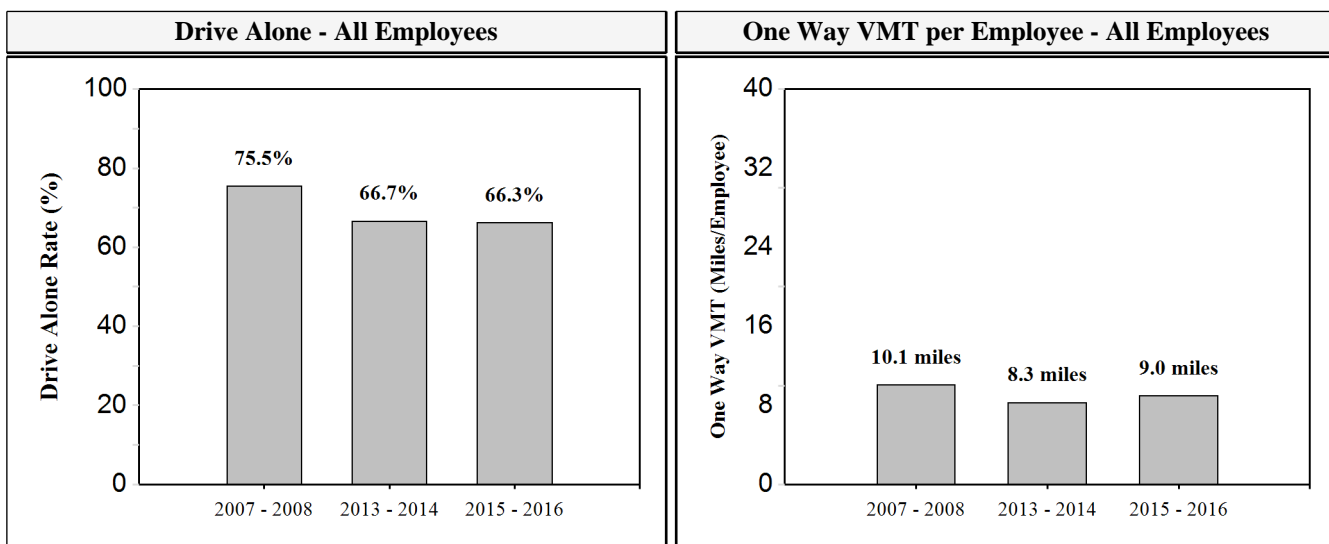 Drive Alone - All Employees
100
80
60
40
20
0
Drive Alone Rate (%)
75.5%
66.7%
66.3%
2007 - 2008
2013 - 2014
2015 - 2016
One Way VMT per Employee - All Employees
40
32
24
16
8
0
One Way VMT (Miles/Employee)
10.1 miles
8.3 miles
9.0 miles
2007 - 2008
2013 - 2014
2015 - 2016